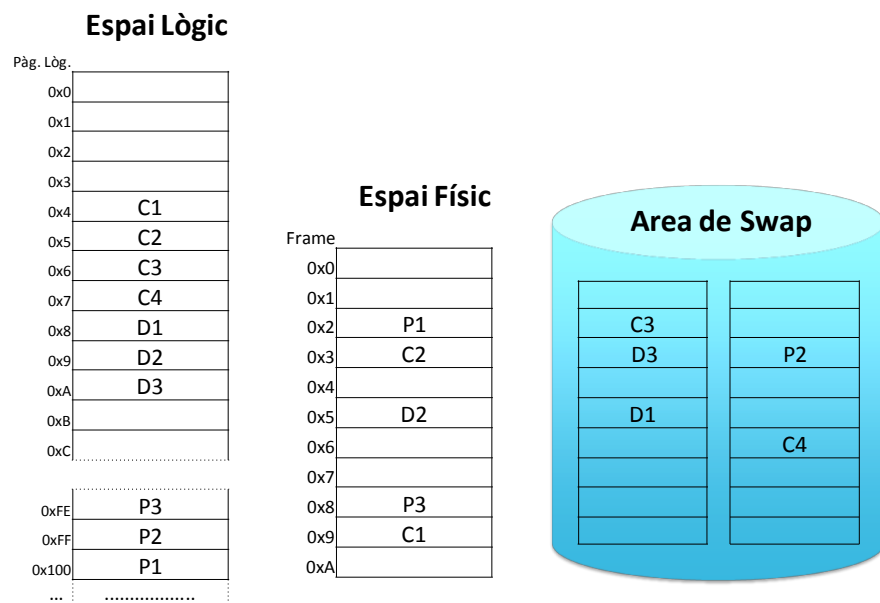 Espai Lògic
Pàg. Lòg.
0x0
0x1
0x2
0x3
0x4 C1
0x5 C2
0x6 C3
0x7 C4
0x8 D1
0x9 D2
0xA D3
0xB
0xC
0xFE P3
0xFF P2
0x100 P1
... ..................
Espai Físic
Frame
0x0
0x1
0x2 P1
0x3 C2
0x4
0x5 D2
0x6
0x7
0x8 P3
0x9 C1
0xA
Area de Swap
C3
D3 P2
D1
C4